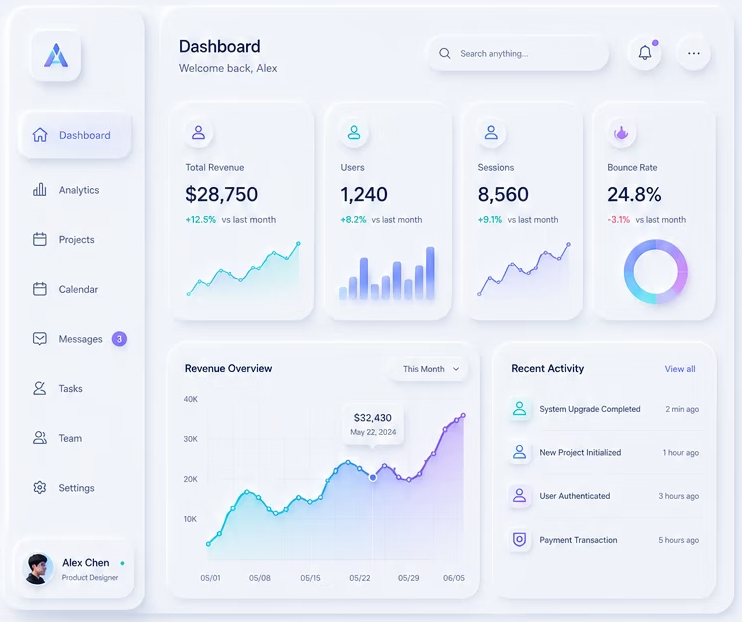 Dashboard
Welcome back, Alex
Search anything...
Dashboard
Analytics
Projects
Calendar
Messages 3
Tasks
Team
Settings
Alex Chen
Product Designer
Total Revenue
$28,750
+12.5% vs last month
Users
1,240
+8.2% vs last month
Sessions
8,560
+9.1% vs last month
Bounce Rate
24.8%
-3.1% vs last month
Revenue Overview
This Month
40K
30K
20K
10K
$32,430
May 22, 2024
05/01 05/08 05/15 05/22 05/29 06/05
Recent Activity
View all
System Upgrade Completed 2 min ago
New Project Initialized 1 hour ago
User Authenticated 3 hours ago
Payment Transaction 5 hours ago